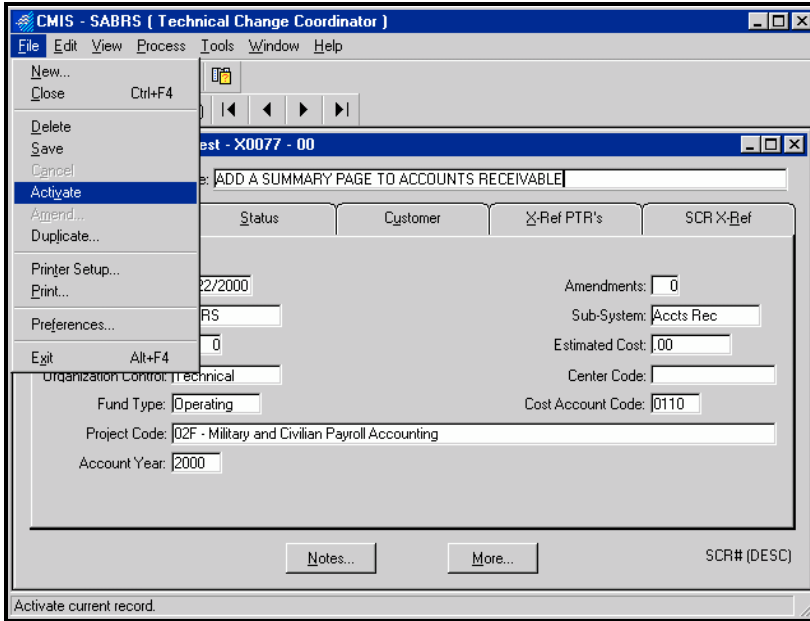 CMIS - SABRS ( Technical Change Coordinator )
File Edit View Process Tools Window Help
New...
Close Ctrl+F4
Delete
Save
Cancel
Activate
Amend...
Duplicate...
Printer Setup...
Print...
Preferences...
Exit Alt+F4
est - X0077 - 00
e: ADD A SUMMARY PAGE TO ACCOUNTS RECEIVABLE
Status Customer X-Ref PTR's SCR X-Ref
22/2000 Amendments: 0
RS Sub-System: Accts Rec
0 Estimated Cost: .00
Organization Control: Technical Center Code:
Fund Type: Operating Cost Account Code: 0110
Project Code: 02F - Military and Civilian Payroll Accounting
Account Year: 2000
Notes... More... SCR# (DESC)
Activate current record.